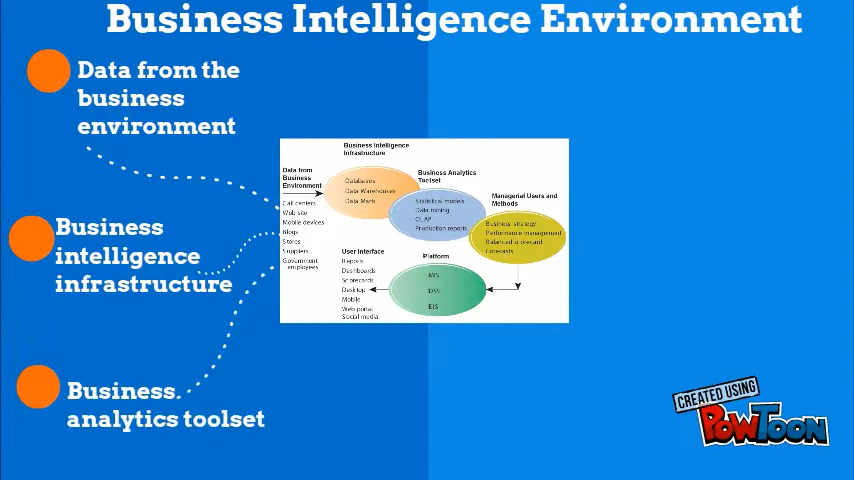 Business Intelligence Environment
Data from the
business
environment
Business
intelligence
infrastructure
Business
analytics toolset
Business Intelligence
Infrastructure
Data from
Business
Environment
Call centers
Web site
Mobile devices
Blogs
Stores
Suppliers
Government
employees
Databases
Data Warehouses
Data Marts
Business Analytics
Toolset
Statistical models
Data mining
OLAP
Production reports
Managerial Users and
Methods
Business strategy
Performance management
Balanced scorecard
Forecasts
User Interface
Reports
Dashboards
Scorecards
Desktop
Mobile
Web portal
Social media
Platform
MIS
DSS
EIS
CREATED USING
POWTOON